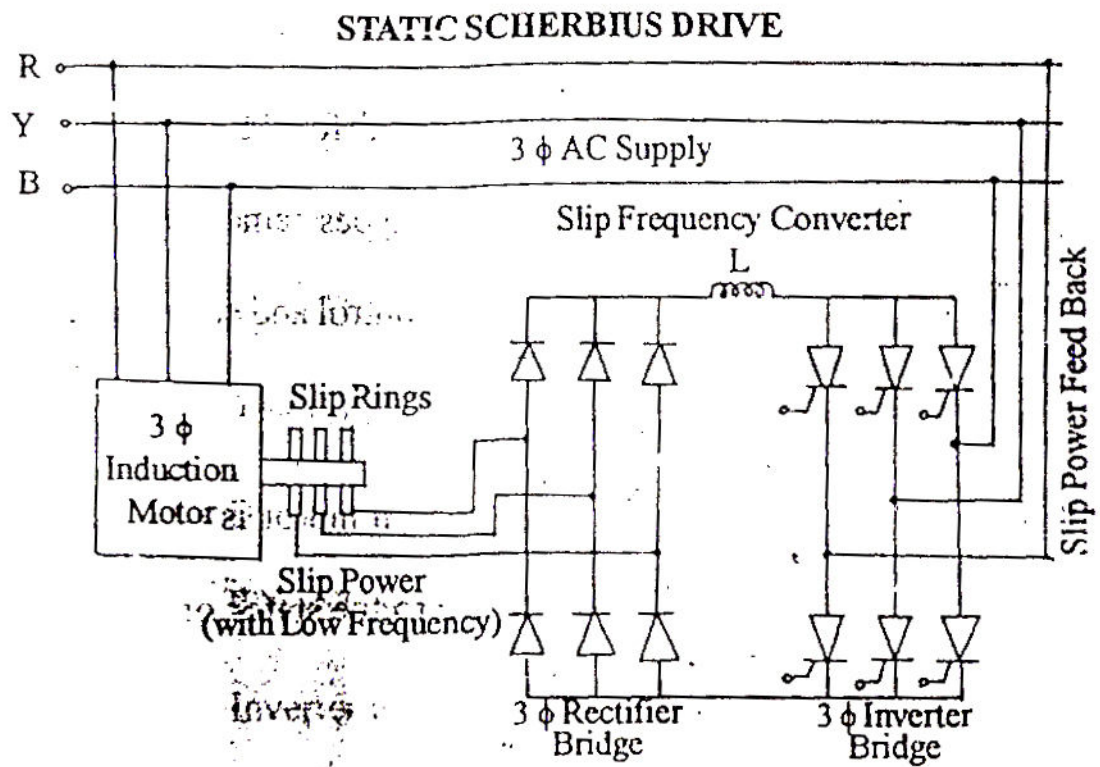 STATIC SCHERBIUS DRIVE
R
Y
3 ϕ AC Supply
B
Slip Frequency Converter
L
Slip Power Feed Back
Slip Rings
3 ϕ
Induction
Motor
Slip Power
(with Low Frequency)
3 ϕ Rectifier
Bridge
3 ϕ Inverter
Bridge
Inverter